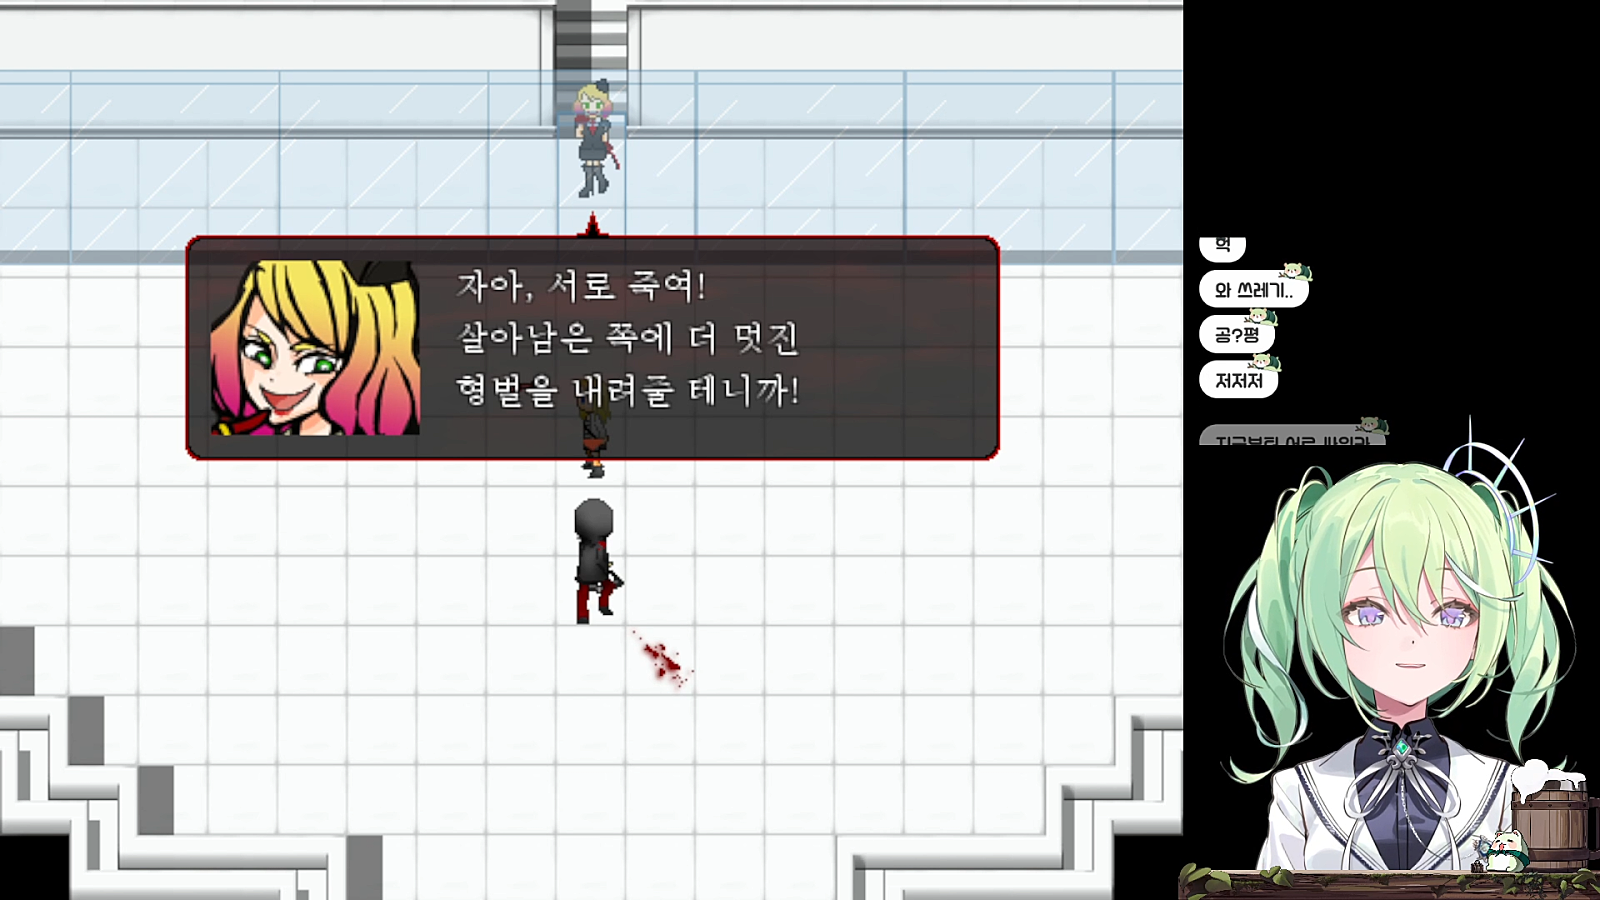 자아, 서로 죽여!
살아남은 쪽에 더 멋진
형벌을 내려줄 테니까!
헉
와 쓰레기..
공?평
저저저